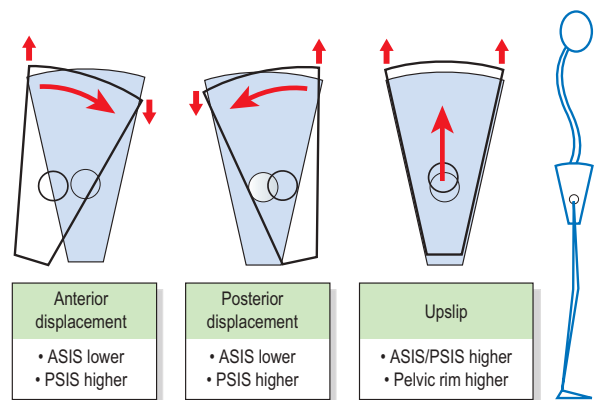 Anterior
displacement
• ASIS lower
• PSIS higher
Posterior
displacement
• ASIS lower
• PSIS higher
Upslip
• ASIS/PSIS higher
• Pelvic rim higher